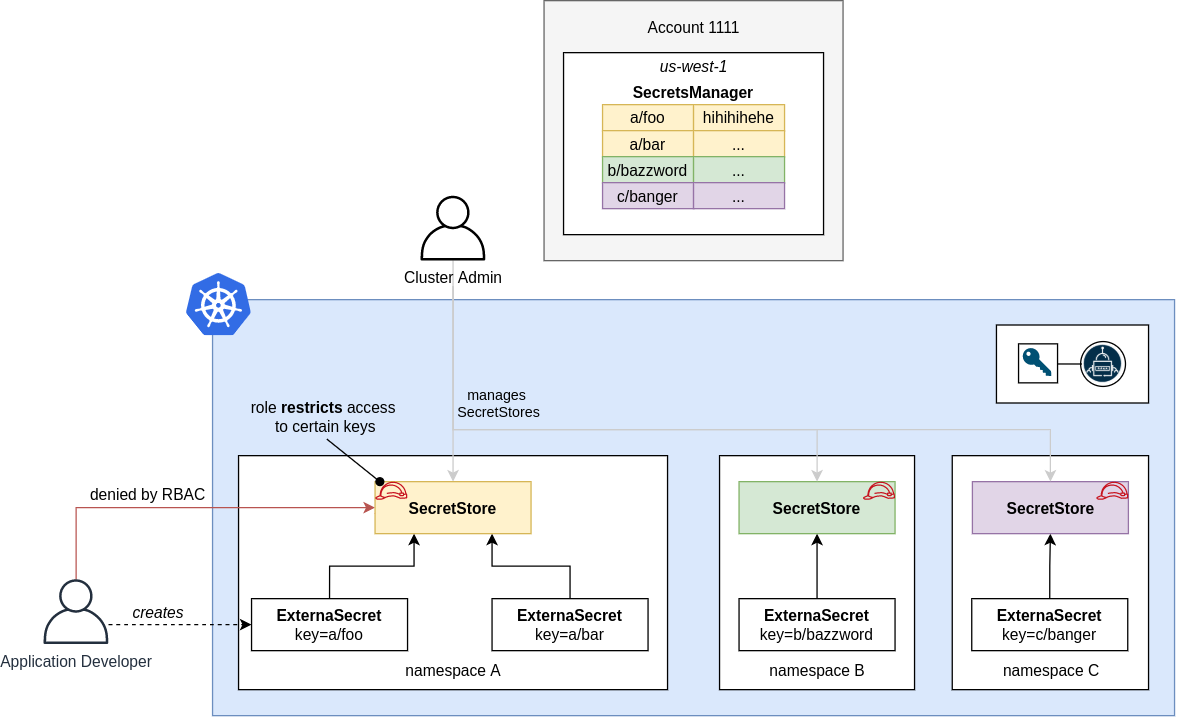 Account 1111
us-west-1
SecretsManager
a/foo hihihihehe
a/bar ...
b/bazzword ...
c/banger ...
Cluster Admin
manages
SecretStores
role restricts access
to certain keys
denied by RBAC
SecretStore
SecretStore
SecretStore
creates
Application Developer
ExternaSecret
key=a/foo
ExternaSecret
key=a/bar
namespace A
ExternaSecret
key=b/bazzword
namespace B
ExternaSecret
key=c/banger
namespace C